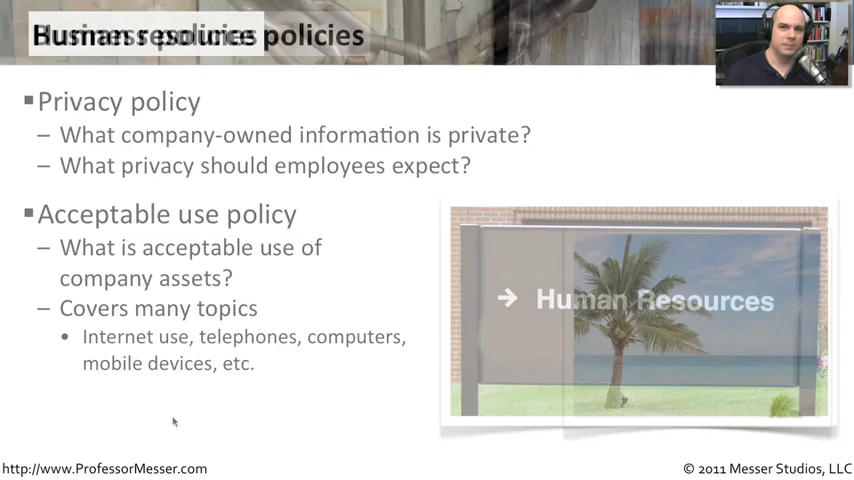 Human resources policies
Business policies
▪Privacy policy
– What company-owned information is private?
– What privacy should employees expect?
▪Acceptable use policy
– What is acceptable use of
company assets?
– Covers many topics
• Internet use, telephones, computers,
mobile devices, etc.
→ Human Resources
http://www.ProfessorMesser.com
© 2011 Messer Studios, LLC